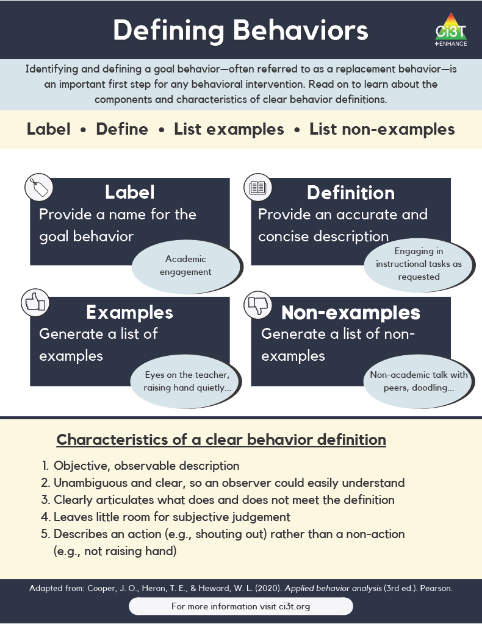 Defining Behaviors
Ci3T
+ENHANCE
Identifying and defining a goal behavior—often referred to as a replacement behavior—is
an important first step for any behavioral intervention. Read on to learn about the
components and characteristics of clear behavior definitions.
Label • Define • List examples • List non-examples
Label
Provide a name for the
goal behavior
Academic
engagement
Definition
Provide an accurate and
concise description
Engaging in
instructional tasks as
requested
Examples
Generate a list of
examples
Eyes on the teacher,
raising hand quietly...
Non-examples
Generate a list of non-
examples
Non-academic talk with
peers, doodling...
Characteristics of a clear behavior definition
1. Objective, observable description
2. Unambiguous and clear, so an observer could easily understand
3. Clearly articulates what does and does not meet the definition
4. Leaves little room for subjective judgement
5. Describes an action (e.g., shouting out) rather than a non-action
(e.g., not raising hand)
Adapted from: Cooper, J. O., Heron, T. E., & Heward, W. L. (2020). Applied behavior analysis (3rd ed.). Pearson.
For more information visit ci3t.org